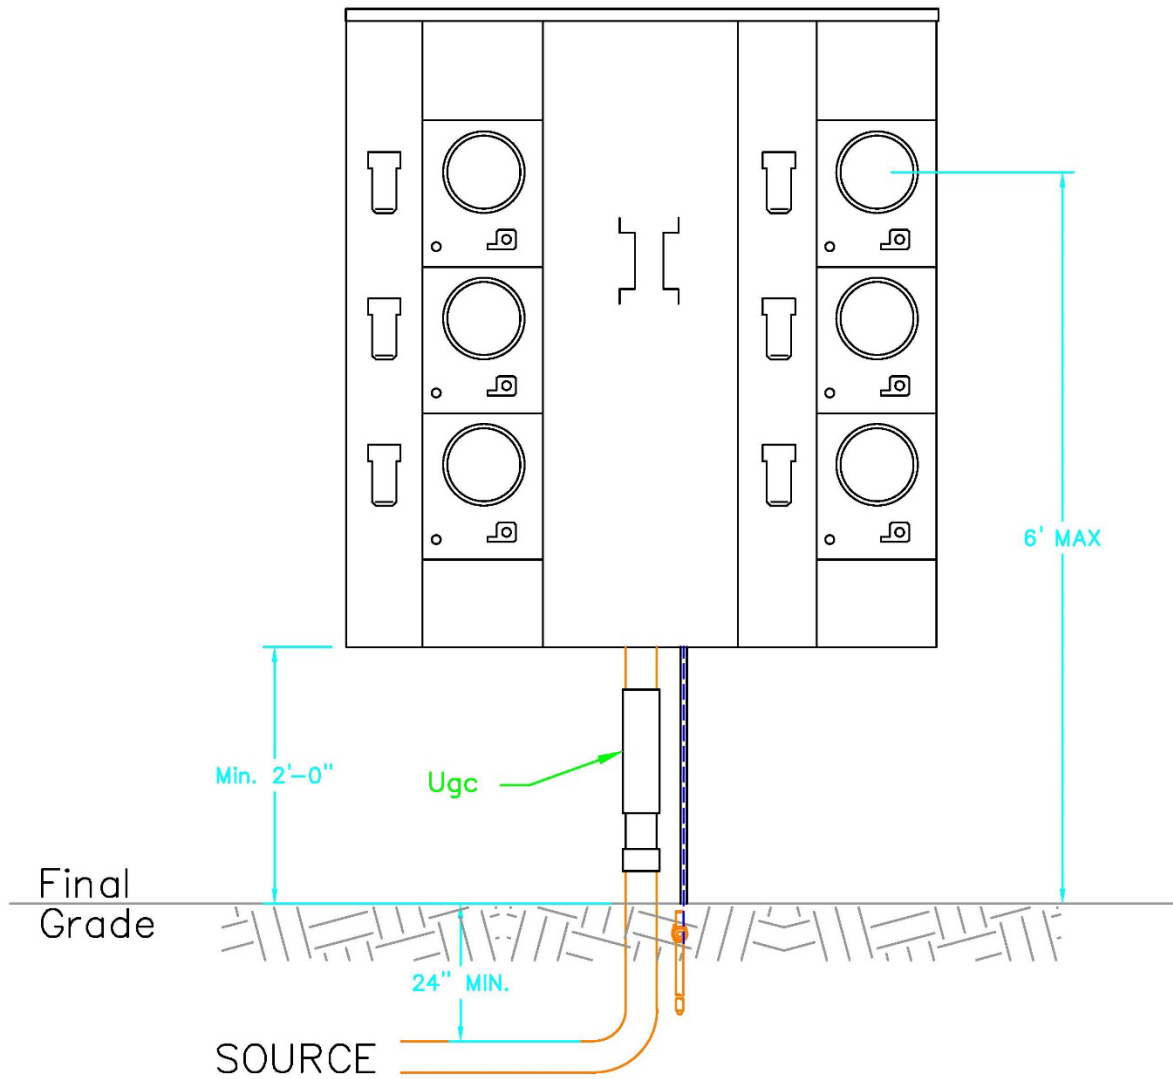 6' MAX
Min. 2'-0"
Ugc
Final
Grade
24" MIN.
SOURCE